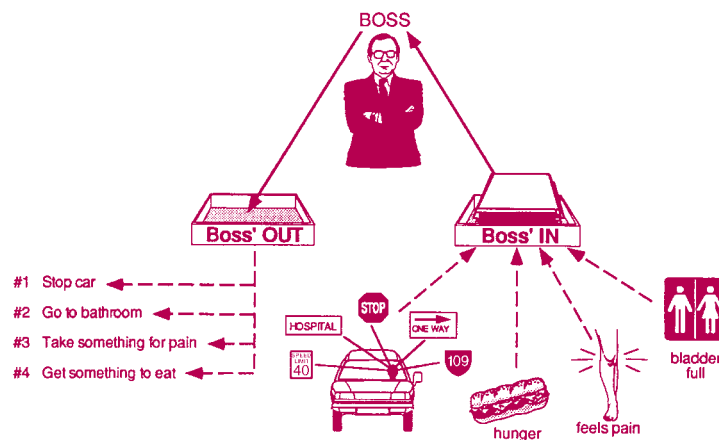 BOSS
Boss' OUT
Boss' IN
#1 Stop car
#2 Go to bathroom
#3 Take something for pain
#4 Get something to eat
STOP
HOSPITAL
ONE WAY
SPEED
LIMIT
40
109
hunger
feels pain
bladder
full